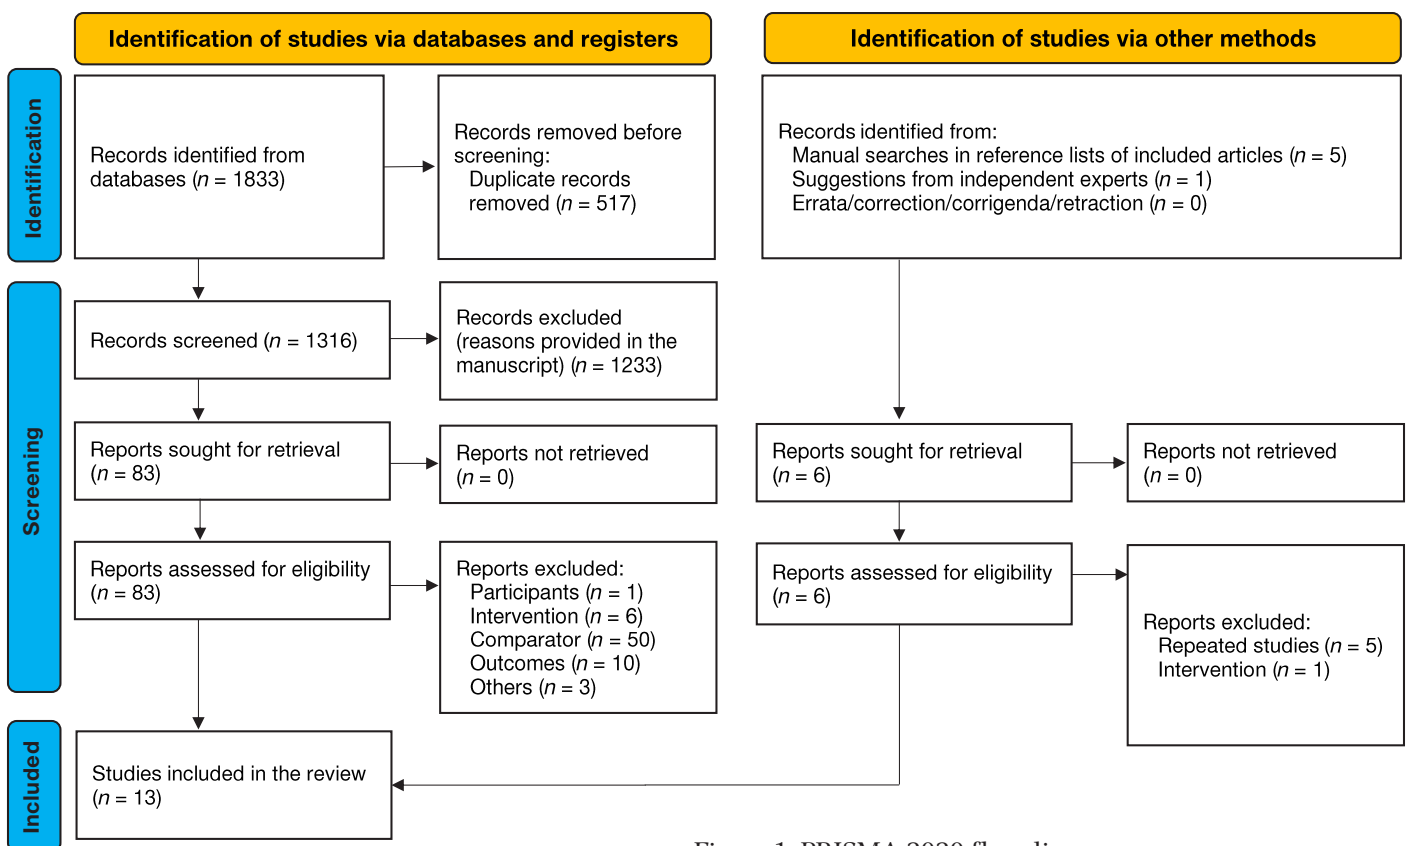 Identification of studies via databases and registers
Identification of studies via other methods
Identification
Records identified from
databases (n = 1833)
Records removed before
screening:
Duplicate records
removed (n = 517)
Records identified from:
Manual searches in reference lists of included articles (n = 5)
Suggestions from independent experts (n = 1)
Errata/correction/corrigenda/retraction (n = 0)
Screening
Records screened (n = 1316)
Records excluded
(reasons provided in the
manuscript) (n = 1233)
Reports sought for retrieval
(n = 83)
Reports not retrieved
(n = 0)
Reports sought for retrieval
(n = 6)
Reports not retrieved
(n = 0)
Reports assessed for eligibility
(n = 83)
Reports excluded:
Participants (n = 1)
Intervention (n = 6)
Comparator (n = 50)
Outcomes (n = 10)
Others (n = 3)
Reports assessed for eligibility
(n = 6)
Reports excluded:
Repeated studies (n = 5)
Intervention (n = 1)
Included
Studies included in the review
(n = 13)
Figure 1. PRISMA 2020